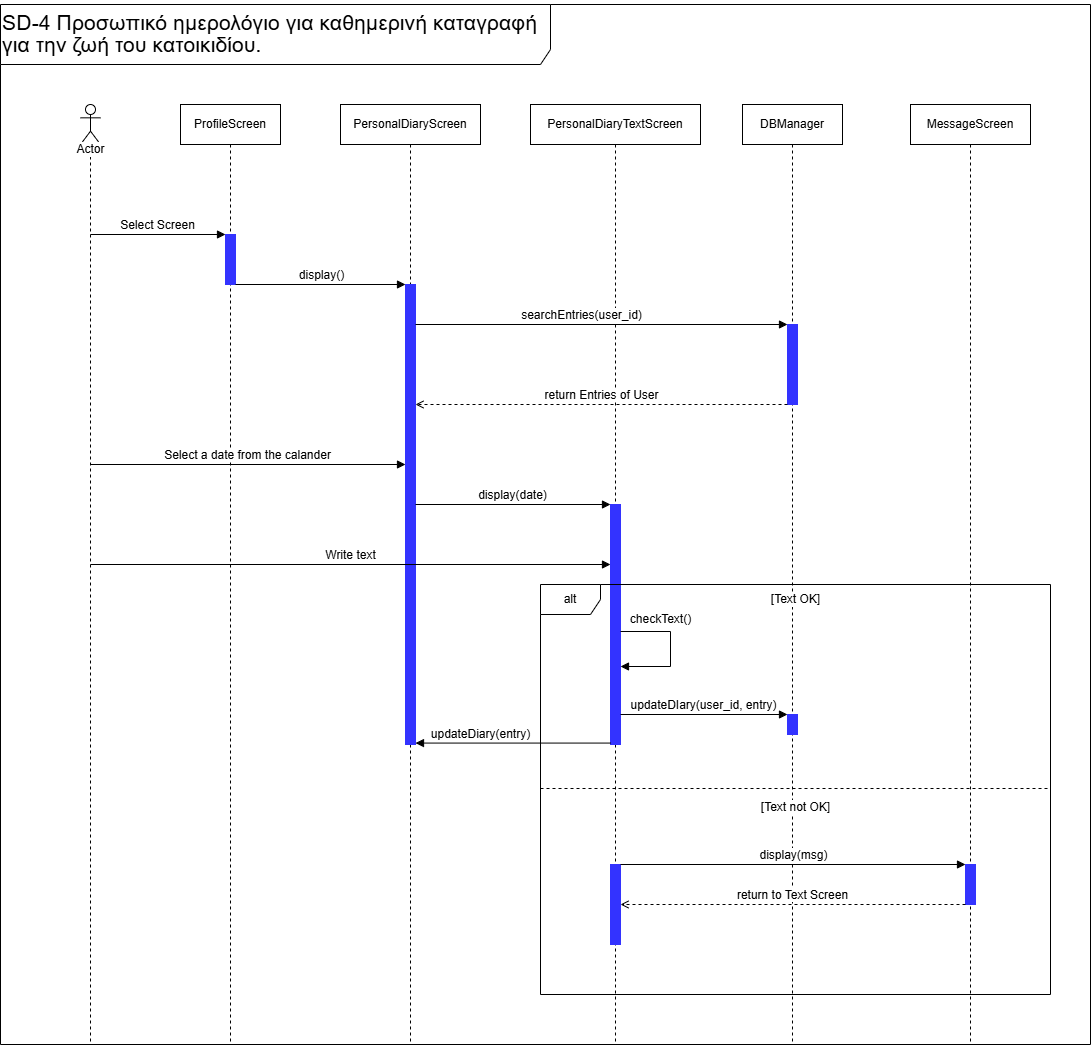 SD-4 Προσωπικό ημερολόγιο για καθημερινή καταγραφή
για την ζωή του κατοικιδίου.
Actor
ProfileScreen
PersonalDiaryScreen
PersonalDiaryTextScreen
DBManager
MessageScreen
Select Screen
display()
searchEntries(user_id)
return Entries of User
Select a date from the calander
display(date)
Write text
alt
[Text OK]
checkText()
updateDIary(user_id, entry)
updateDiary(entry)
[Text not OK]
display(msg)
return to Text Screen